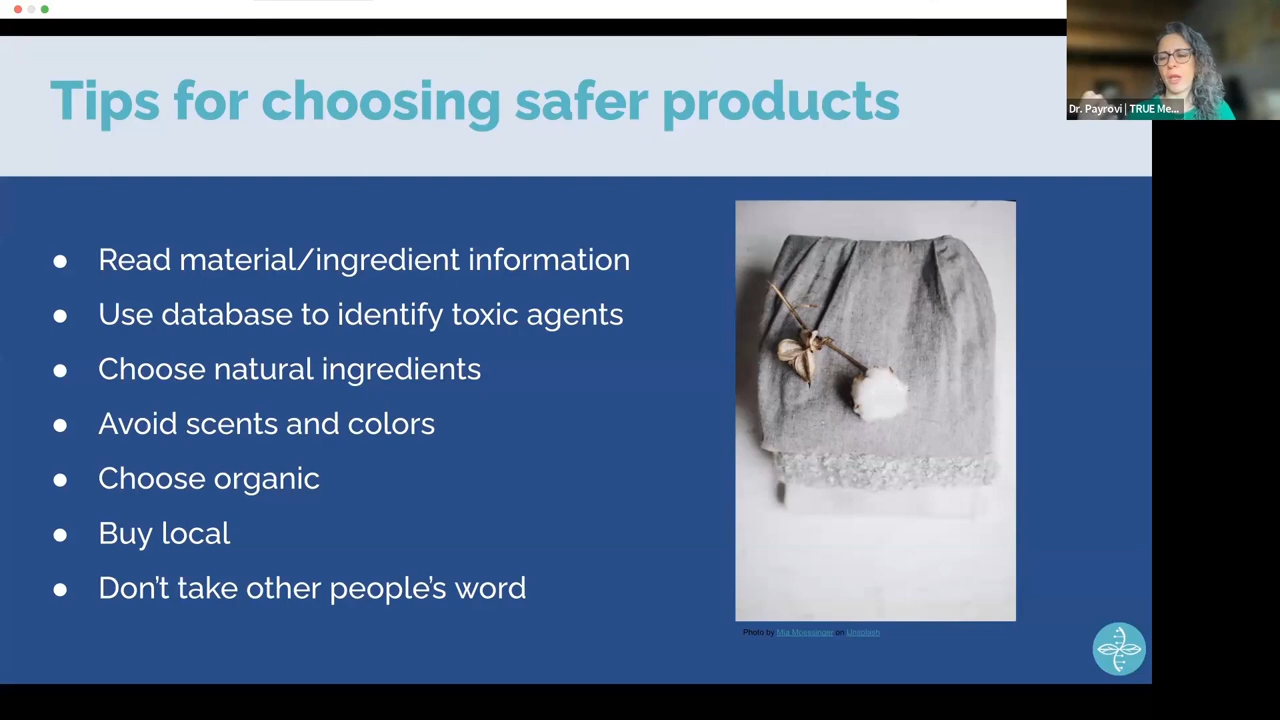 Tips for choosing safer products
Dr. Payrovi | TRUE Me...
● Read material/ingredient information
● Use database to identify toxic agents
● Choose natural ingredients
● Avoid scents and colors
● Choose organic
● Buy local
● Don't take other people's word
Photo by Mia Moessinger on Unsplash